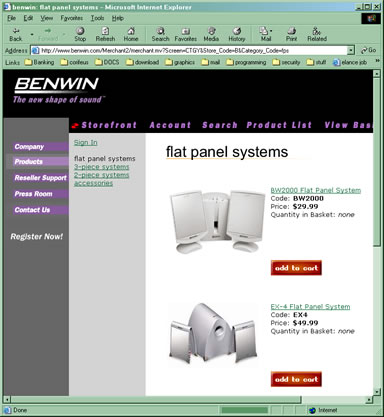 benwin: flat panel systems - Microsoft Internet Explorer
File Edit View Favorites Tools Help
Back Forward Stop Refresh Home Search Favorites Media History Mail Print Related
Address http://www.benwin.com/Merchant2/merchant.mv?Screen=CTGY&Store_Code=B&Category_Code=fps Go
Links Banking confeus DOCS download graphics mail programming security stuff elance job
BENWIN
The new shape of sound™
Storefront Account Search Product List View Bas
Company
Products
Reseller Support
Press Room
Contact Us
Register Now!
Sign In
flat panel systems
3-piece systems
2-piece systems
accessories
flat panel systems
BW2000 Flat Panel System
Code: BW2000
Price: $29.99
Quantity in Basket: none
add to cart
EX-4 Flat Panel System
Code: EX4
Price: $49.99
Quantity in Basket: none
add to cart
Done
Internet